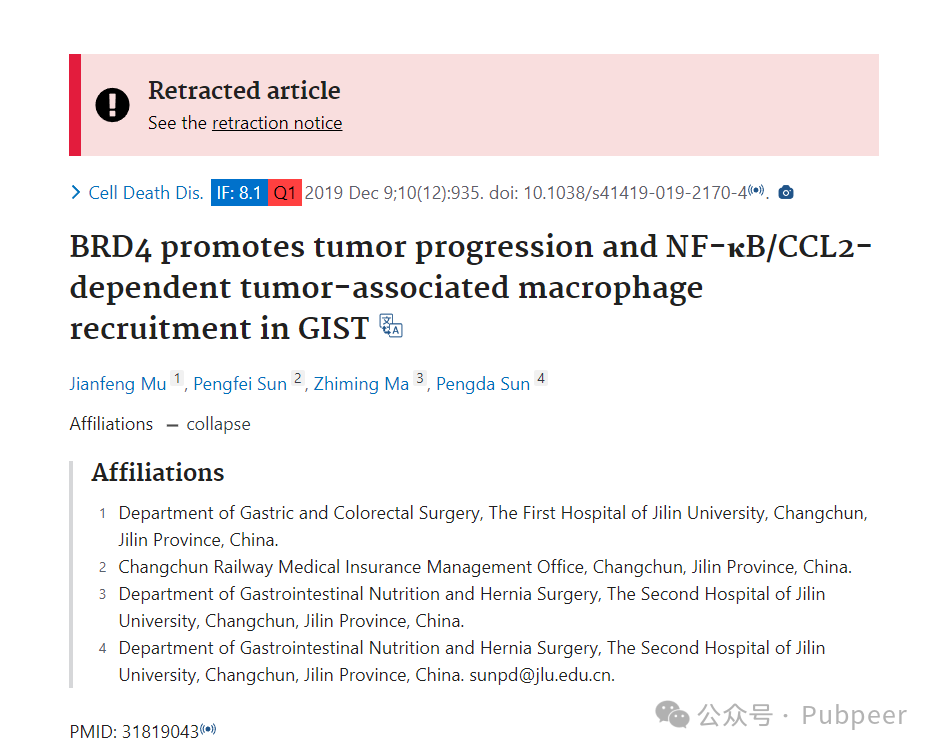 Retracted article
See the retraction notice
Cell Death Dis. IF: 8.1 Q1 2019 Dec 9;10(12):935. doi: 10.1038/s41419-019-2170-4.
BRD4 promotes tumor progression and NF-κB/CCL2-
dependent tumor-associated macrophage
recruitment in GIST
Jianfeng Mu 1, Pengfei Sun 2, Zhiming Ma 3, Pengda Sun 4
Affiliations − collapse
Affiliations
1 Department of Gastric and Colorectal Surgery, The First Hospital of Jilin University, Changchun,
Jilin Province, China.
2 Changchun Railway Medical Insurance Management Office, Changchun, Jilin Province, China.
3 Department of Gastrointestinal Nutrition and Hernia Surgery, The Second Hospital of Jilin
University, Changchun, Jilin Province, China.
4 Department of Gastrointestinal Nutrition and Hernia Surgery, The Second Hospital of Jilin
University, Changchun, Jilin Province, China. sunpd@jlu.edu.cn.
公众号 · Pubpeer
PMID: 31819043